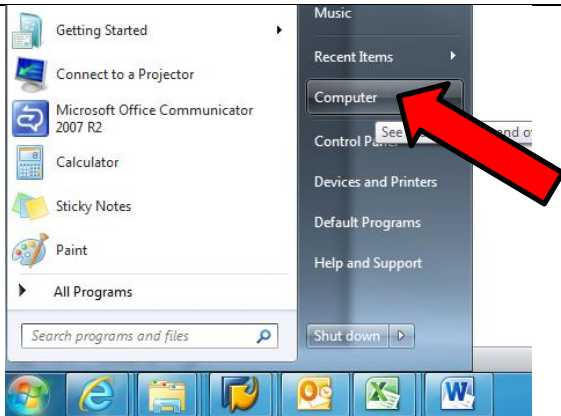 Getting Started
Connect to a Projector
Microsoft Office Communicator
2007 R2
Calculator
Sticky Notes
Paint
All Programs
Search programs and files
Music
Recent Items
Computer
See
Control
Devices and Printers
Default Programs
Help and Support
Shut down